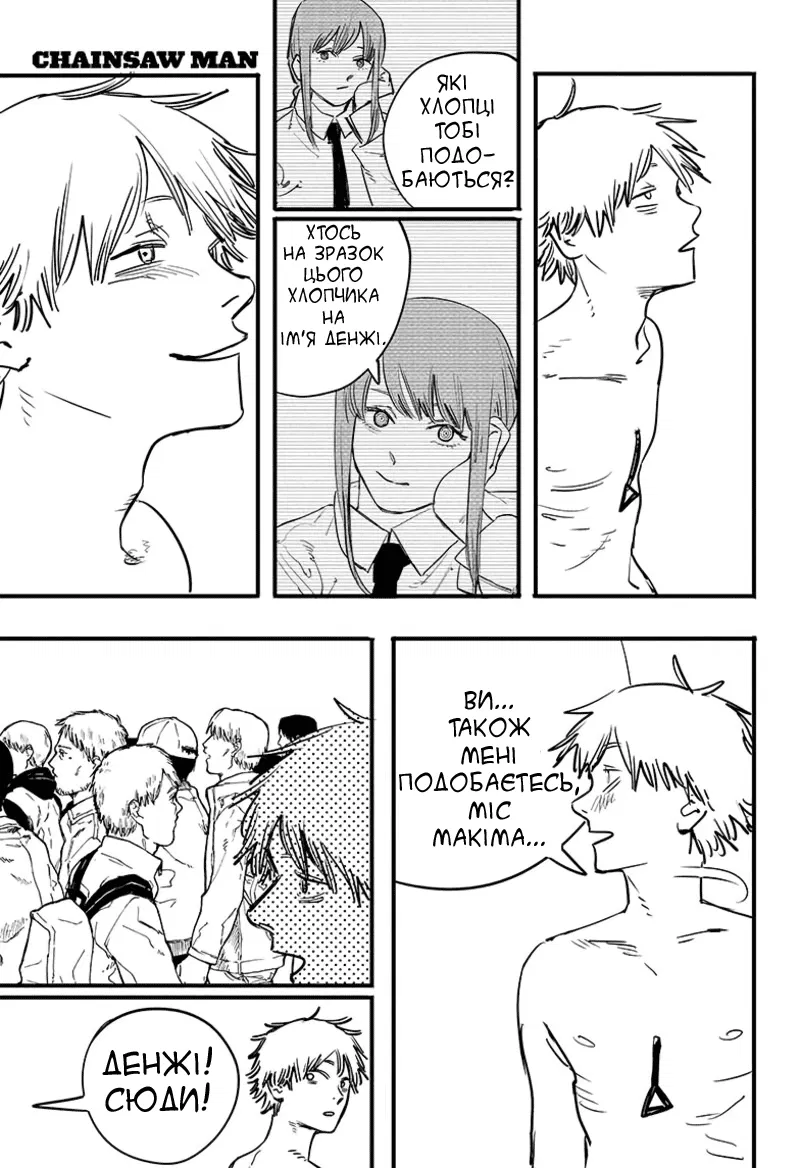 CHAINSAW MAN
ЯКІ
ХЛОПЦІ
ТОБІ
ПОДО-
БАЮТЬСЯ?
ХТОСЬ
НА ЗРАЗОК
ЦЬОГО
ХЛОПЧИКА
НА
ІМ'Я ДЕНЖІ.
ВИ...
ТАКОЖ
МЕНІ
ПОДОБАЄТЕСЬ,
МІС
МАКІМА...
ДЕНЖІ!
СЮДИ!